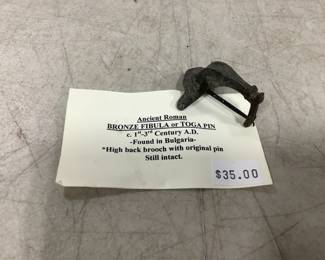 Ancient Roman
BRONZE FIBULA or TOGA PIN
c. 1st-3rd Century A.D.
-Found in Bulgaria-
*High back brooch with original pin
Still intact.
$35.00